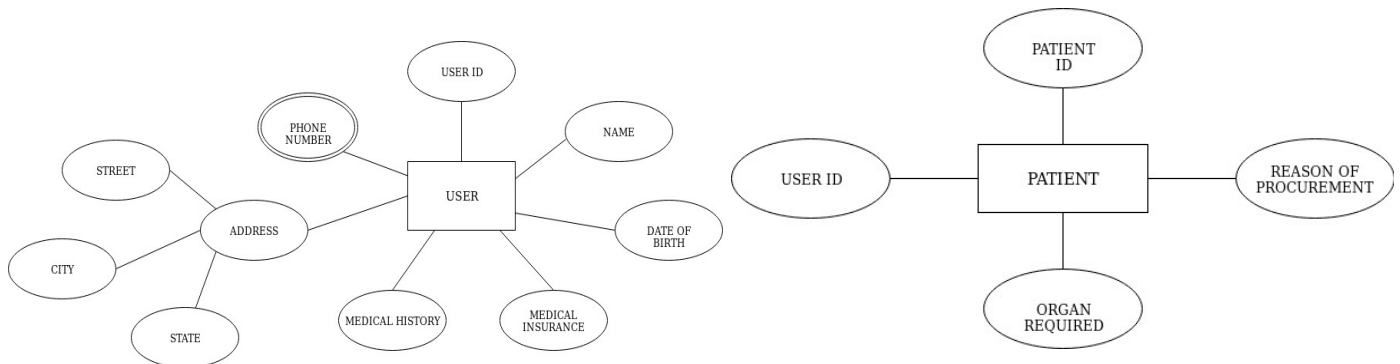 USER ID
PHONE
NUMBER
NAME
STREET
USER
ADDRESS
DATE OF
BIRTH
CITY
MEDICAL HISTORY
MEDICAL
INSURANCE
STATE
PATIENT
ID
USER ID
PATIENT
REASON OF
PROCUREMENT
ORGAN
REQUIRED